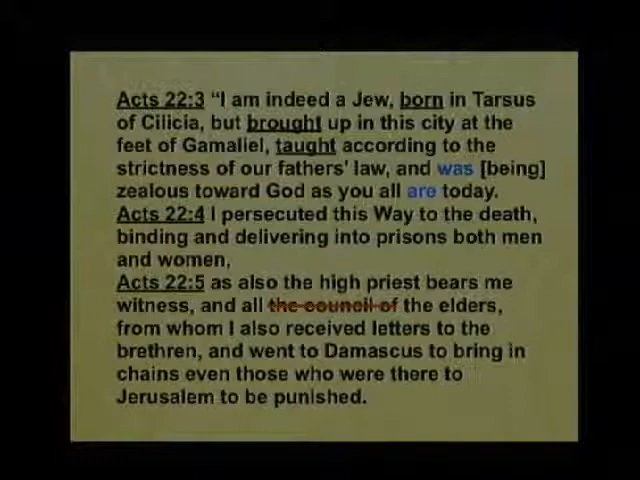 Acts 22:3 “I am indeed a Jew, born in Tarsus
of Cilicia, but brought up in this city at the
feet of Gamaliel, taught according to the
strictness of our fathers’ law, and was [being]
zealous toward God as you all are today.
Acts 22:4 I persecuted this Way to the death,
binding and delivering into prisons both men
and women,
Acts 22:5 as also the high priest bears me
witness, and all the council of the elders,
from whom I also received letters to the
brethren, and went to Damascus to bring in
chains even those who were there to
Jerusalem to be punished.